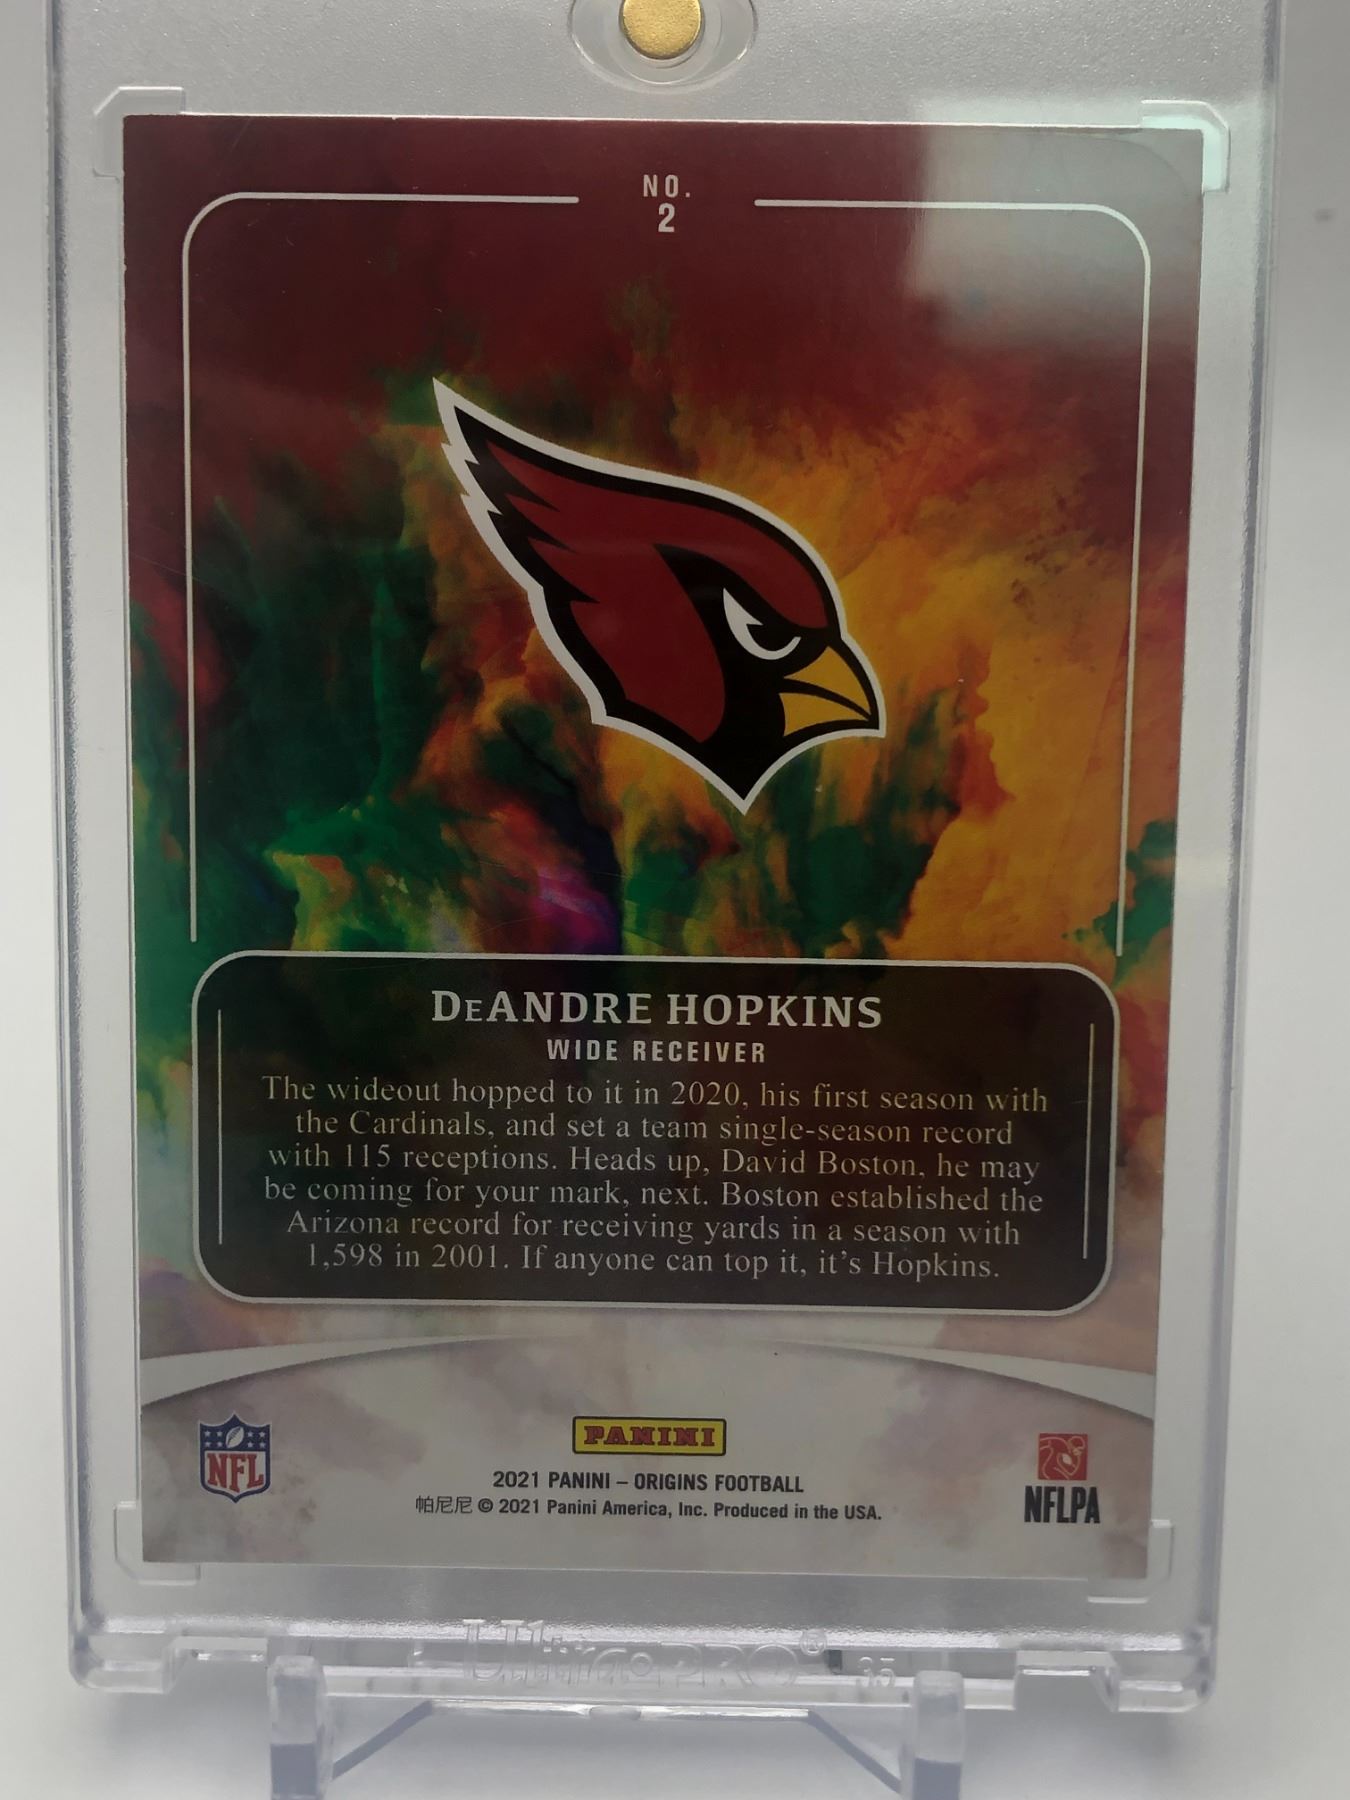 NO.
2
DeANDRE HOPKINS
WIDE RECEIVER
The wideout hopped to it in 2020, his first season with
the Cardinals, and set a team single-season record
with 115 receptions. Heads up, David Boston, he may
be coming for your mark, next. Boston established the
Arizona record for receiving yards in a season with
1,598 in 2001. If anyone can top it, it's Hopkins.
NFL
PANINI
2021 PANINI – ORIGINS FOOTBALL
帕尼尼 © 2021 Panini America, Inc. Produced in the USA.
NFLPA
Ultra PRO® 35